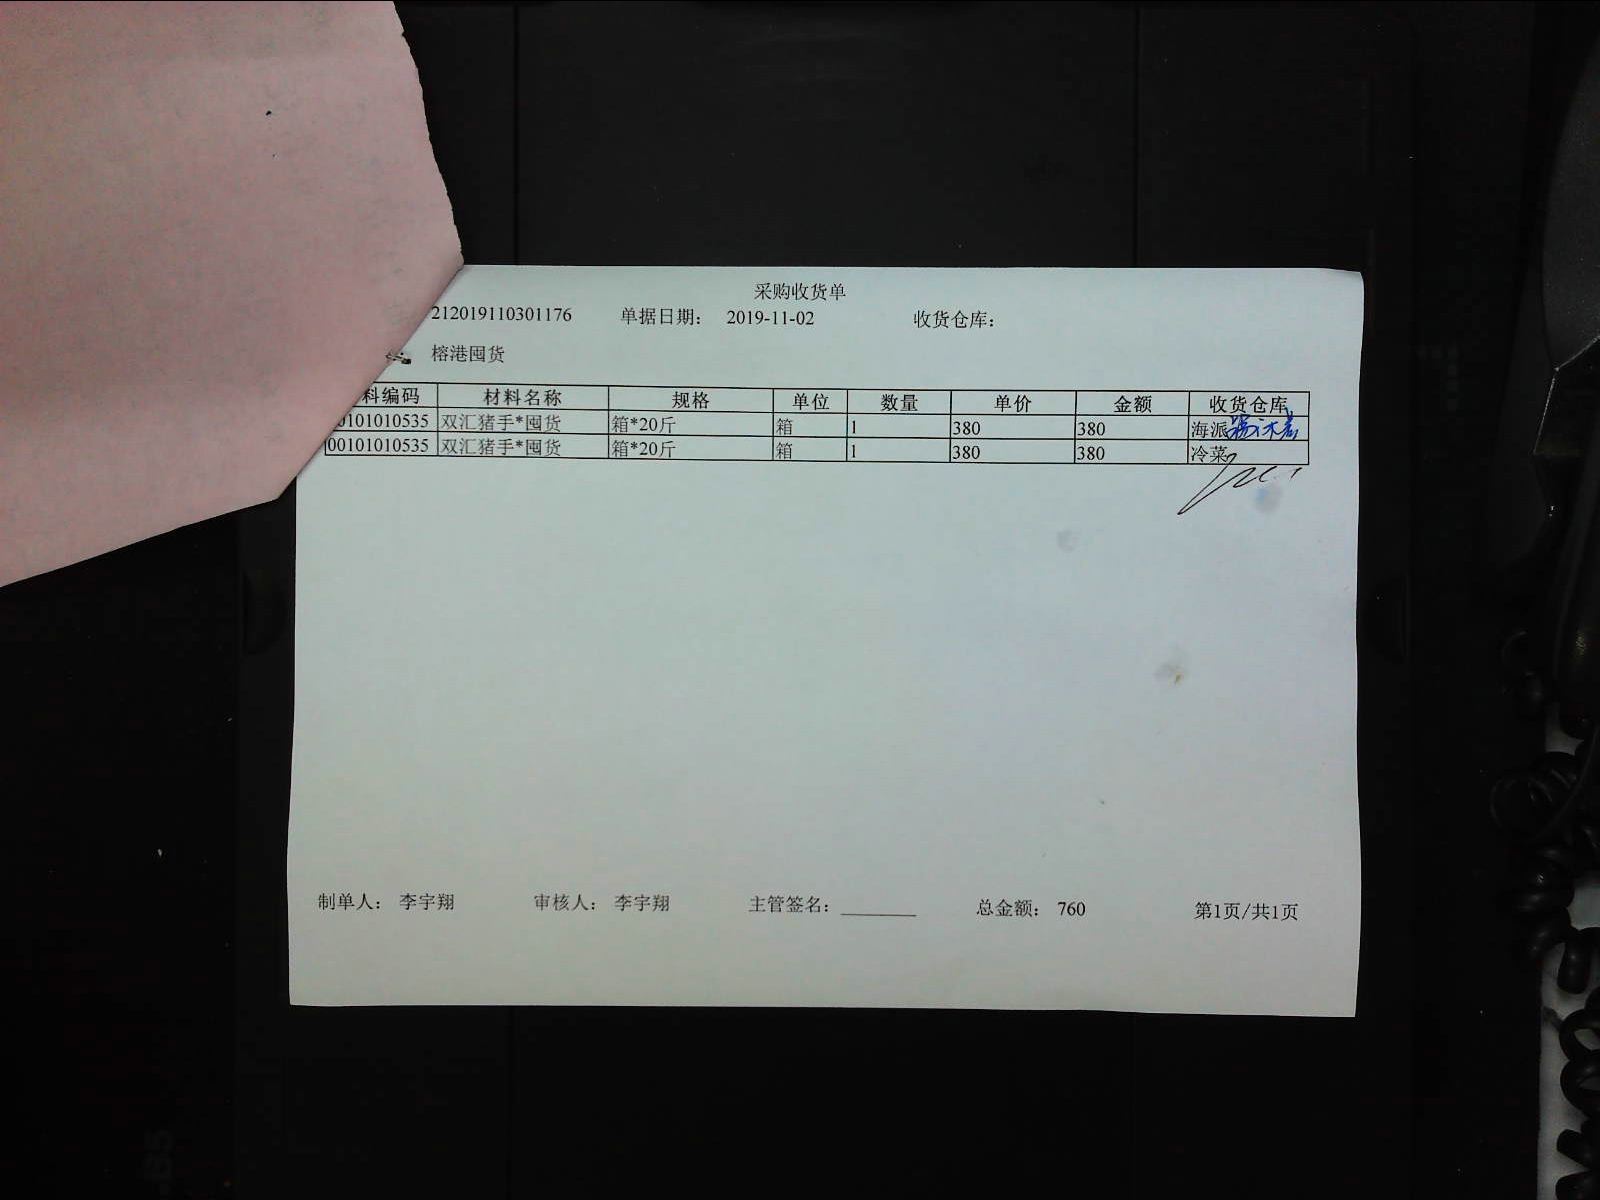 采购收货单
212019110301176 单据日期： 2019-11-02 收货仓库：
榕港囤货
料编码 材料名称 规格 单位 数量 单价 金额 收货仓库
0101010535 双汇猪手*囤货 箱*20斤 箱 1 380 380 海派
00101010535 双汇猪手*囤货 箱*20斤 箱 1 380 380 冷菜
制单人： 李宇翔 审核人： 李宇翔 主管签名： 总金额： 760 第1页/共1页